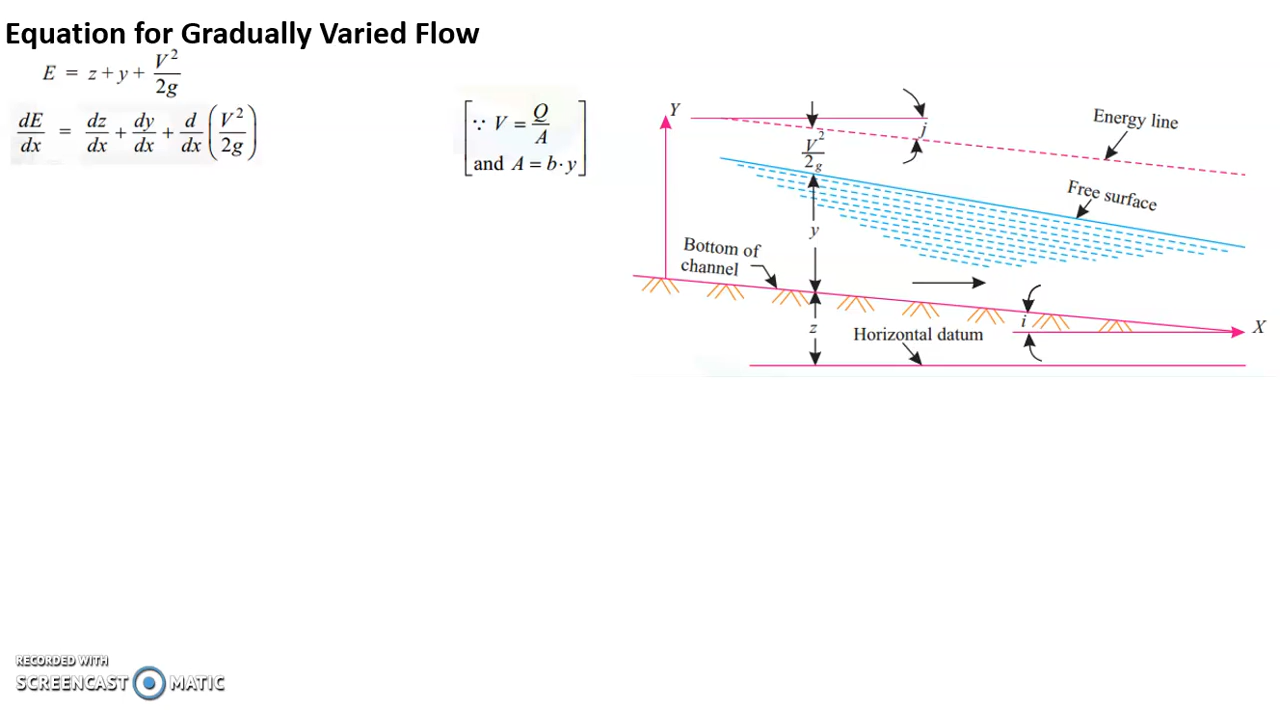 Equation for Gradually Varied Flow
E = z + y + V²/2g
dE/dx = dz/dx + dy/dx + d/dx (V²/2g)
[∵ V = Q/A
and A = b·y]
Y
j
Energy line
V²/2g
Free surface
y
Bottom of
channel
z
i
X
Horizontal datum
RECORDED WITH
SCREENCAST MATIC